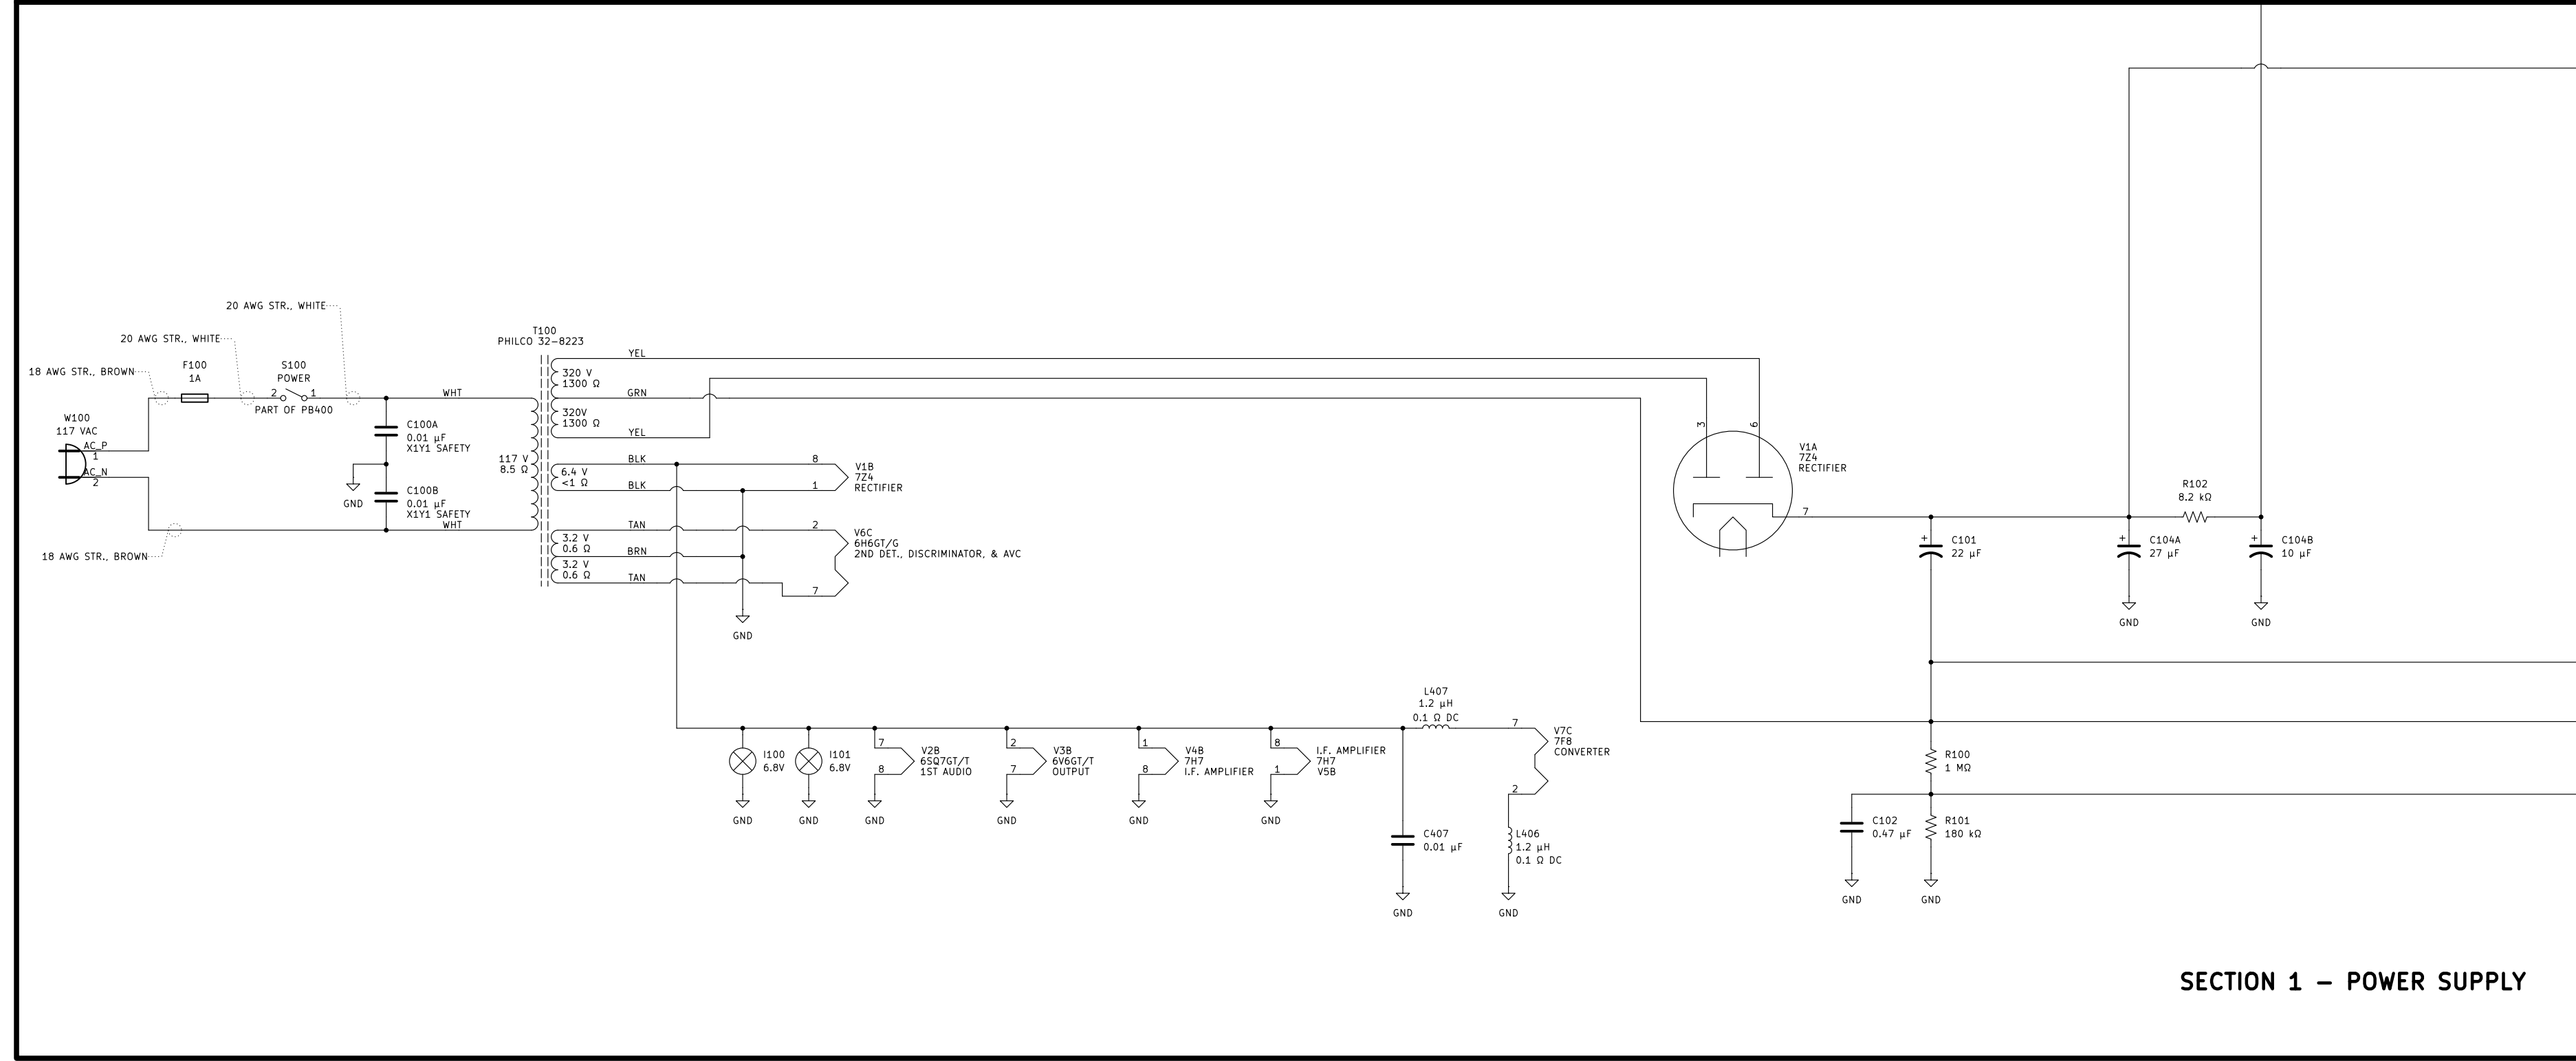 20 AWG STR., WHITE
20 AWG STR., WHITE
18 AWG STR., BROWN
F100
1A
S100
POWER
2
1
PART OF PB400
W100
117 VAC
AC_P
1
AC_N
2
18 AWG STR., BROWN
WHT
C100A
0.01 µF
X1Y1 SAFETY
GND
C100B
0.01 µF
X1Y1 SAFETY
WHT
T100
PHILCO 32-8223
117 V
8.5 Ω
YEL
320 V
1300 Ω
GRN
320V
1300 Ω
YEL
BLK
6.4 V
<1 Ω
BLK
TAN
3.2 V
0.6 Ω
BRN
3.2 V
0.6 Ω
TAN
8
1
V1B
7Z4
RECTIFIER
2
7
V6C
6H6GT/G
2ND DET., DISCRIMINATOR, & AVC
GND
I100
6.8V
GND
I101
6.8V
GND
7
8
V2B
6SQ7GT/T
1ST AUDIO
GND
2
7
V3B
6V6GT/T
OUTPUT
GND
1
8
V4B
7H7
I.F. AMPLIFIER
GND
8
1
I.F. AMPLIFIER
7H7
V5B
GND
L407
1.2 µH
0.1 Ω DC
C407
0.01 µF
GND
7
2
V7C
7F8
CONVERTER
L406
1.2 µH
0.1 Ω DC
GND
3
6
V1A
7Z4
RECTIFIER
7
C101
22 µF
C104A
27 µF
GND
R102
8.2 kΩ
C104B
10 µF
GND
R100
1 MΩ
C102
0.47 µF
GND
R101
180 kΩ
GND
SECTION 1 – POWER SUPPLY